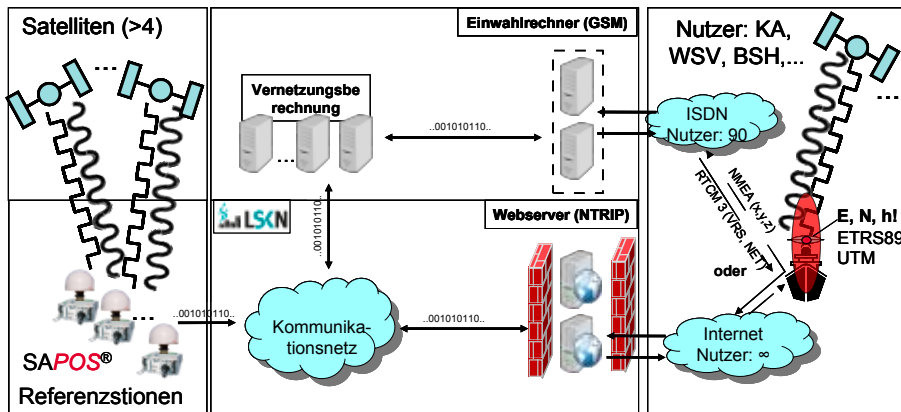 Satelliten (>4)
...
SAPOS®
Referenzstionen
..001010110..
Einwahlrechner (GSM)
Vernetzungsbe
rechnung
...
..001010110..
..001010110..
LSKN
Webserver (NTRIP)
Kommunika-
tionsnetz
..001010110..
Nutzer: KA,
WSV, BSH,...
...
ISDN
Nutzer: 90
NMEA (x,y,z)
RTCM 3 (VRS, NET)
oder
E, N, h!
ETRS89
UTM
Internet
Nutzer: ∞